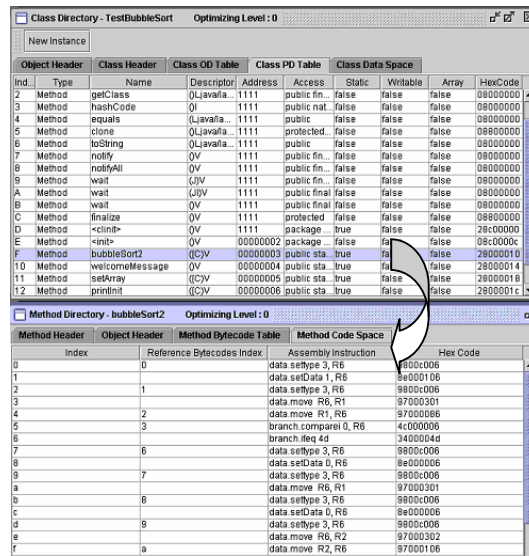 Class Directory - TestBubbleSort Optimizing Level : 0
New Instance
Object Header Class Header Class OD Table Class PD Table Class Data Space
Ind... Type Name Descriptor Address Access Static Writable Array HexCode
2 Method getClass ()Ljava/la... 1111 public fin... false false false 08000000
3 Method hashCode ()I 1111 public nat... false false false 08000000
4 Method equals (Ljava/la... 1111 public false false false 08000000
5 Method clone ()Ljava/la... 1111 protected... false false false 08800000
6 Method toString ()Ljava/la... 1111 public false false false 08000000
7 Method notify ()V 1111 public fin... false false false 08000000
8 Method notifyAll ()V 1111 public fin... false false false 08000000
9 Method wait (J)V 1111 public fin... false false false 08000000
A Method wait (JI)V 1111 public final false false false 08000000
B Method wait ()V 1111 public final false false false 08000000
C Method finalize ()V 1111 protected false false false 08800000
D Method <clinit> ()V 1111 package ... true false false 28c00000
E Method <init> ()V 00000002 package ... false false false 08c0000c
F Method bubbleSort2 ([C)V 00000003 public sta... true false 28000010
10 Method welcomeMessage ()V 00000004 public sta... true false 28000014
11 Method setArray ([C)V 00000005 public sta... true false 28000018
12 Method printInit ([C)V 00000006 public sta... true false false 2800001c
Method Directory - bubbleSort2 Optimizing Level : 0
Method Header Object Header Method Bytecode Table Method Code Space
Index Reference Bytecodes Index Assembly Instruction Hex Code
0 0 data.settype 3, R6 9800c006
1 data.setData 1, R6 8e000106
2 1 data.settype 3, R6 9800c006
3 data.move R6, R1 97000301
4 2 data.move R1, R6 97000086
5 3 branch.comparei 0, R6 4c000006
6 branch.ifeq 4d 3400004d
7 6 data.settype 3, R6 9800c006
8 data.setData 0, R6 8e000006
9 7 data.settype 3, R6 9800c006
a data.move R6, R1 97000301
b 8 data.settype 3, R6 9800c006
c data.setData 0, R6 8e000006
d 9 data.settype 3, R6 9800c006
e data.move R6, R2 97000302
f a data.move R2, R6 97000106